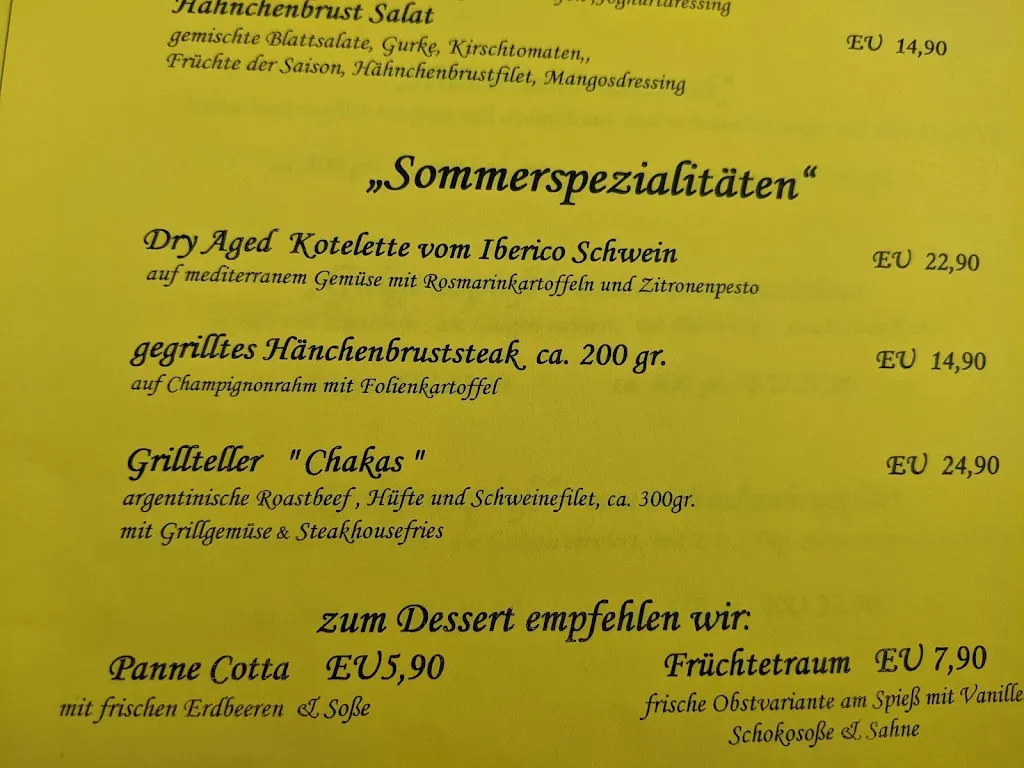 Joghurtdressing
Hähnchenbrust Salat
EU 14,90
gemischte Blattsalate, Gurke, Kirschtomaten,,
Früchte der Saison, Hähnchenbrustfilet, Mangosdressing
„Sommerspezialitäten“
Dry Aged Kotelette vom Iberico Schwein EU 22,90
auf mediterranem Gemüse mit Rosmarinkartoffeln und Zitronenpesto
gegrilltes Hänchenbruststeak ca. 200 gr. EU 14,90
auf Champignonrahm mit Folienkartoffel
Grillteller "Chakas" EU 24,90
argentinische Roastbeef, Hüfte und Schweinefilet, ca. 300gr.
mit Grillgemüse & Steakhousefries
zum Dessert empfehlen wir:
Panne Cotta EU5,90 Früchtetraum EU 7,90
mit frischen Erdbeeren & Soße frische Obstvariante am Spieß mit Vanille
Schokosoße & Sahne